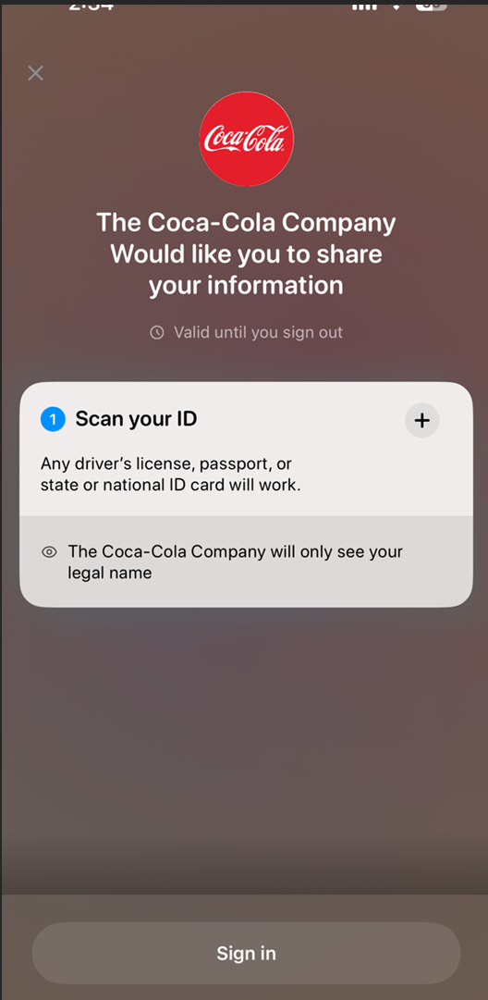 2:34
Coca-Cola
The Coca-Cola Company
Would like you to share
your information
Valid until you sign out
1 Scan your ID
Any driver’s license, passport, or
state or national ID card will work.
The Coca-Cola Company will only see your
legal name
Sign in